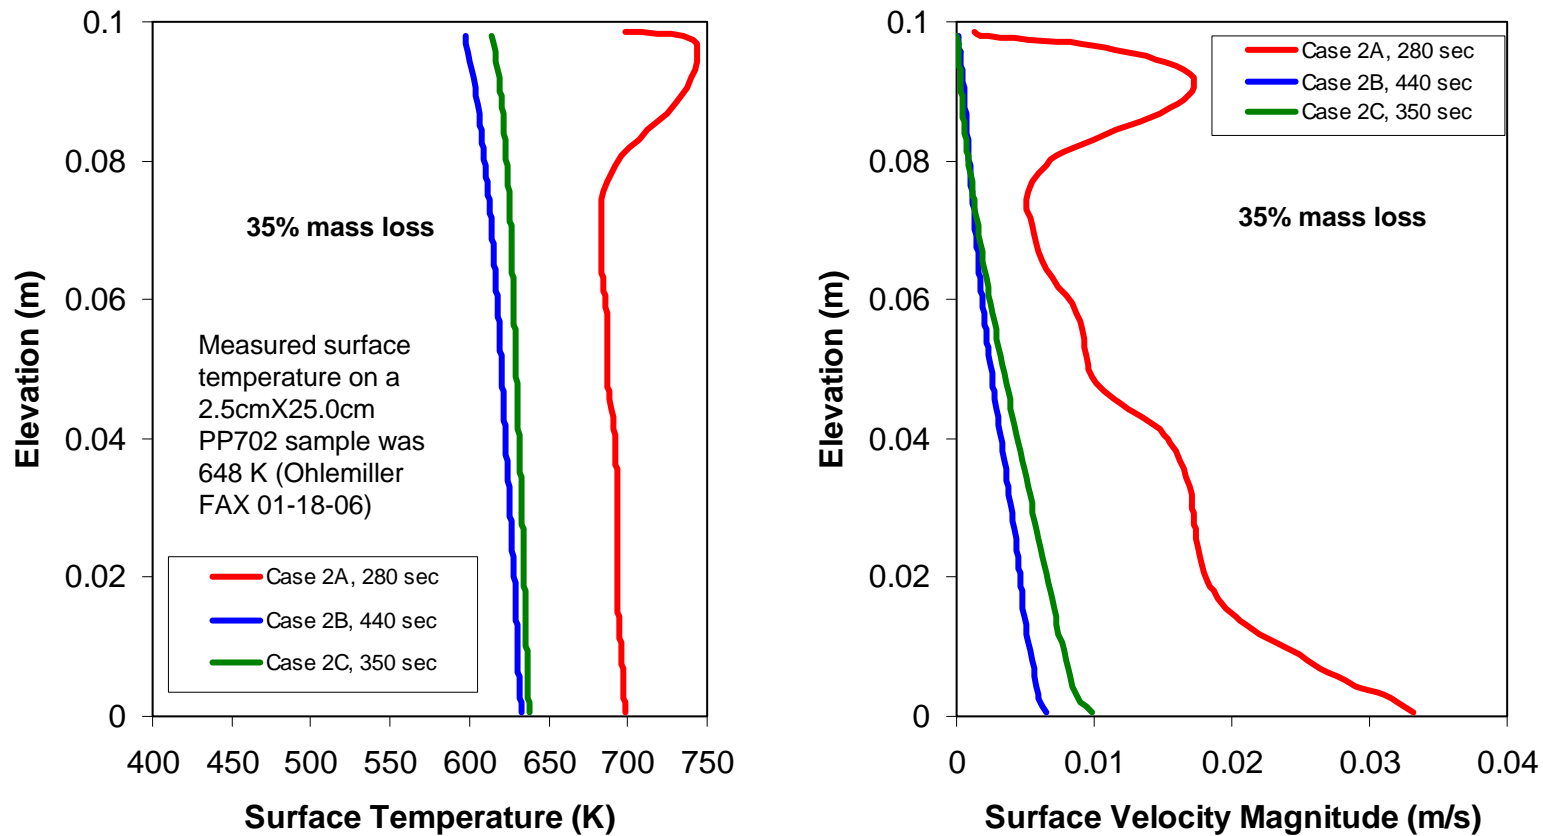 0.1
0.08
0.06
0.04
0.02
0
Elevation (m)
35% mass loss
Measured surface
temperature on a
2.5cmX25.0cm
PP702 sample was
648 K (Ohlemiller
FAX 01-18-06)
Case 2A, 280 sec
Case 2B, 440 sec
Case 2C, 350 sec
400 450 500 550 600 650 700 750
Surface Temperature (K)
0.1
0.08
0.06
0.04
0.02
0
Elevation (m)
Case 2A, 280 sec
Case 2B, 440 sec
Case 2C, 350 sec
35% mass loss
0 0.01 0.02 0.03 0.04
Surface Velocity Magnitude (m/s)